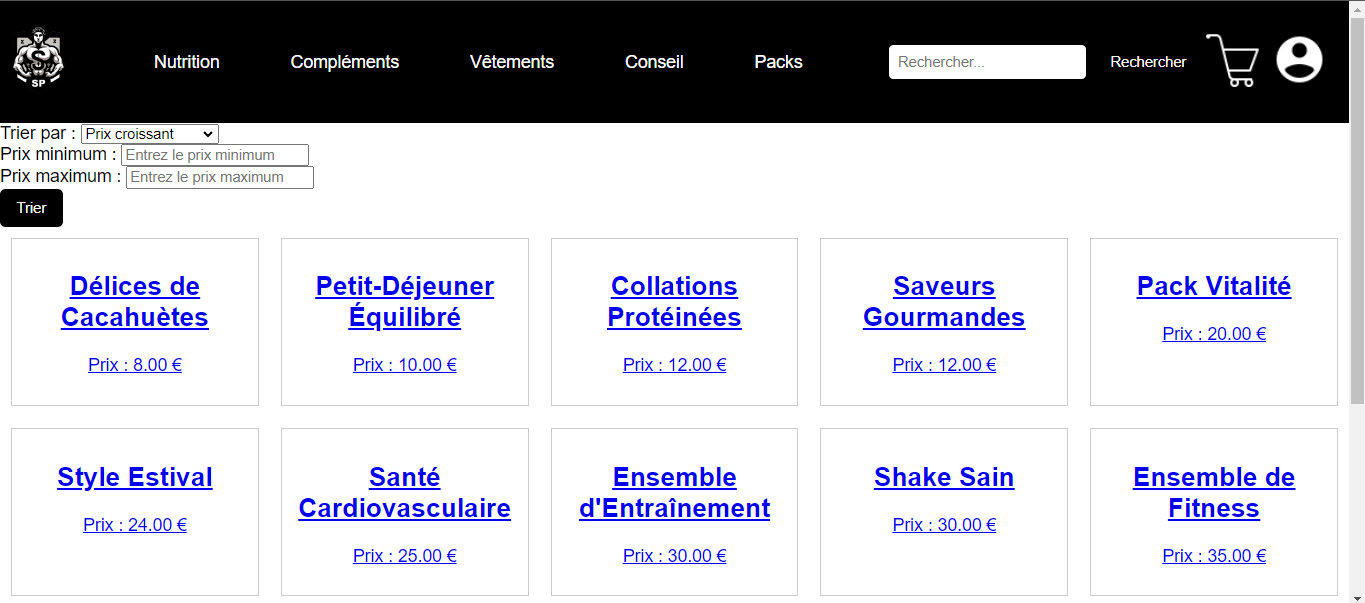 SP
Nutrition Compléments Vêtements Conseil Packs Rechercher... Rechercher
Trier par : Prix croissant
Prix minimum : Entrez le prix minimum
Prix maximum : Entrez le prix maximum
Trier
Délices de
Cacahuètes
Prix : 8.00 €
Petit-Déjeuner
Équilibré
Prix : 10.00 €
Collations
Protéinées
Prix : 12.00 €
Saveurs
Gourmandes
Prix : 12.00 €
Pack Vitalité
Prix : 20.00 €
Style Estival
Prix : 24.00 €
Santé
Cardiovasculaire
Prix : 25.00 €
Ensemble
d'Entraînement
Prix : 30.00 €
Shake Sain
Prix : 30.00 €
Ensemble de
Fitness
Prix : 35.00 €